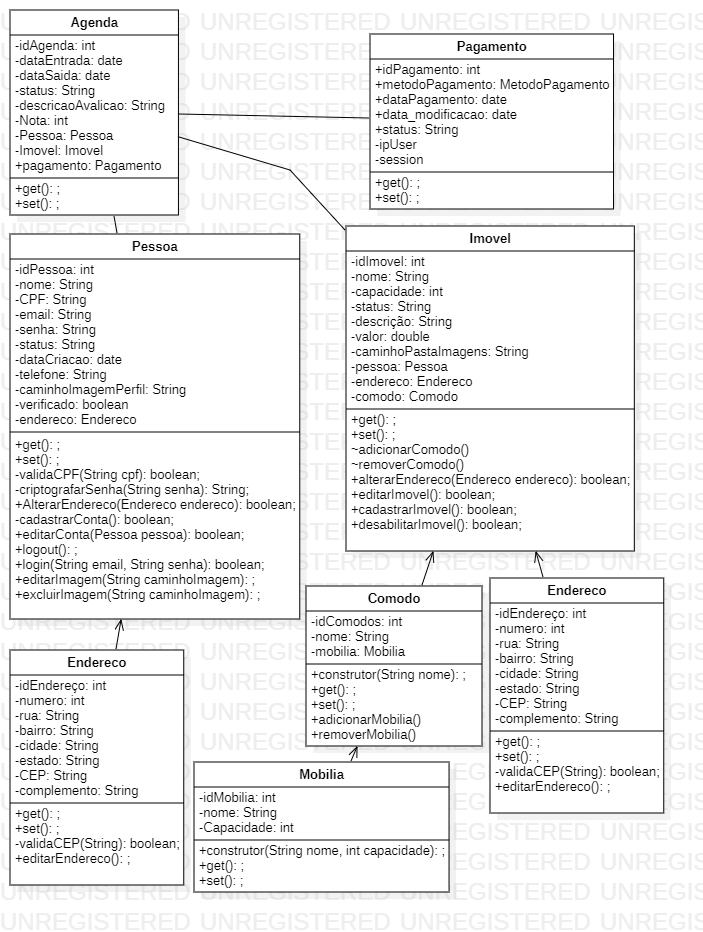 Agenda
-idAgenda: int
-dataEntrada: date
-dataSaida: date
-status: String
-descricaoAvalicao: String
-Nota: int
-Pessoa: Pessoa
-Imovel: Imovel
+pagamento: Pagamento
+get(): ;
+set(): ;
Pagamento
+idPagamento: int
+metodoPagamento: MetodoPagamento
+dataPagamento: date
+data_modificacao: date
+status: String
-ipUser
-session
+get(): ;
+set(): ;
Pessoa
-idPessoa: int
-nome: String
-CPF: String
-email: String
-senha: String
-status: String
-dataCriacao: date
-telefone: String
-caminhoImagemPerfil: String
-verificado: boolean
-endereco: Endereco
+get(): ;
+set(): ;
-validaCPF(String cpf): boolean;
-criptografarSenha(String senha): String;
+AlterarEndereco(Endereco endereco): boolean;
-cadastrarConta(): boolean;
+editarConta(Pessoa pessoa): boolean;
+logout(): ;
+login(String email, String senha): boolean;
+editarImagem(String caminhoImagem): ;
+excluirImagem(String caminhoImagem): ;
Imovel
-idImovel: int
-nome: String
-capacidade: int
-status: String
-descrição: String
-valor: double
-caminhoPastaImagens: String
-pessoa: Pessoa
-endereco: Endereco
-comodo: Comodo
+get(): ;
+set(): ;
~adicionarComodo()
~removerComodo()
+alterarEndereco(Endereco endereco): boolean;
+editarImovel(): boolean;
+cadastrarImovel(): boolean;
+desabilitarImovel(): boolean;
Comodo
-idComodos: int
-nome: String
-mobilia: Mobilia
+construtor(String nome): ;
+get(): ;
+set(): ;
+adicionarMobilia()
+removerMobilia()
Endereco
-idEndereço: int
-numero: int
-rua: String
-bairro: String
-cidade: String
-estado: String
-CEP: String
-complemento: String
+get(): ;
+set(): ;
-validaCEP(String): boolean;
+editarEndereco(): ;
Endereco
-idEndereço: int
-numero: int
-rua: String
-bairro: String
-cidade: String
-estado: String
-CEP: String
-complemento: String
+get(): ;
+set(): ;
-validaCEP(String): boolean;
+editarEndereco(): ;
Mobilia
-idMobilia: int
-nome: String
-Capacidade: int
+construtor(String nome, int capacidade): ;
+get(): ;
+set(): ;
UNREGISTERED UNREGISTERED UNREGISTERED UNREGIS